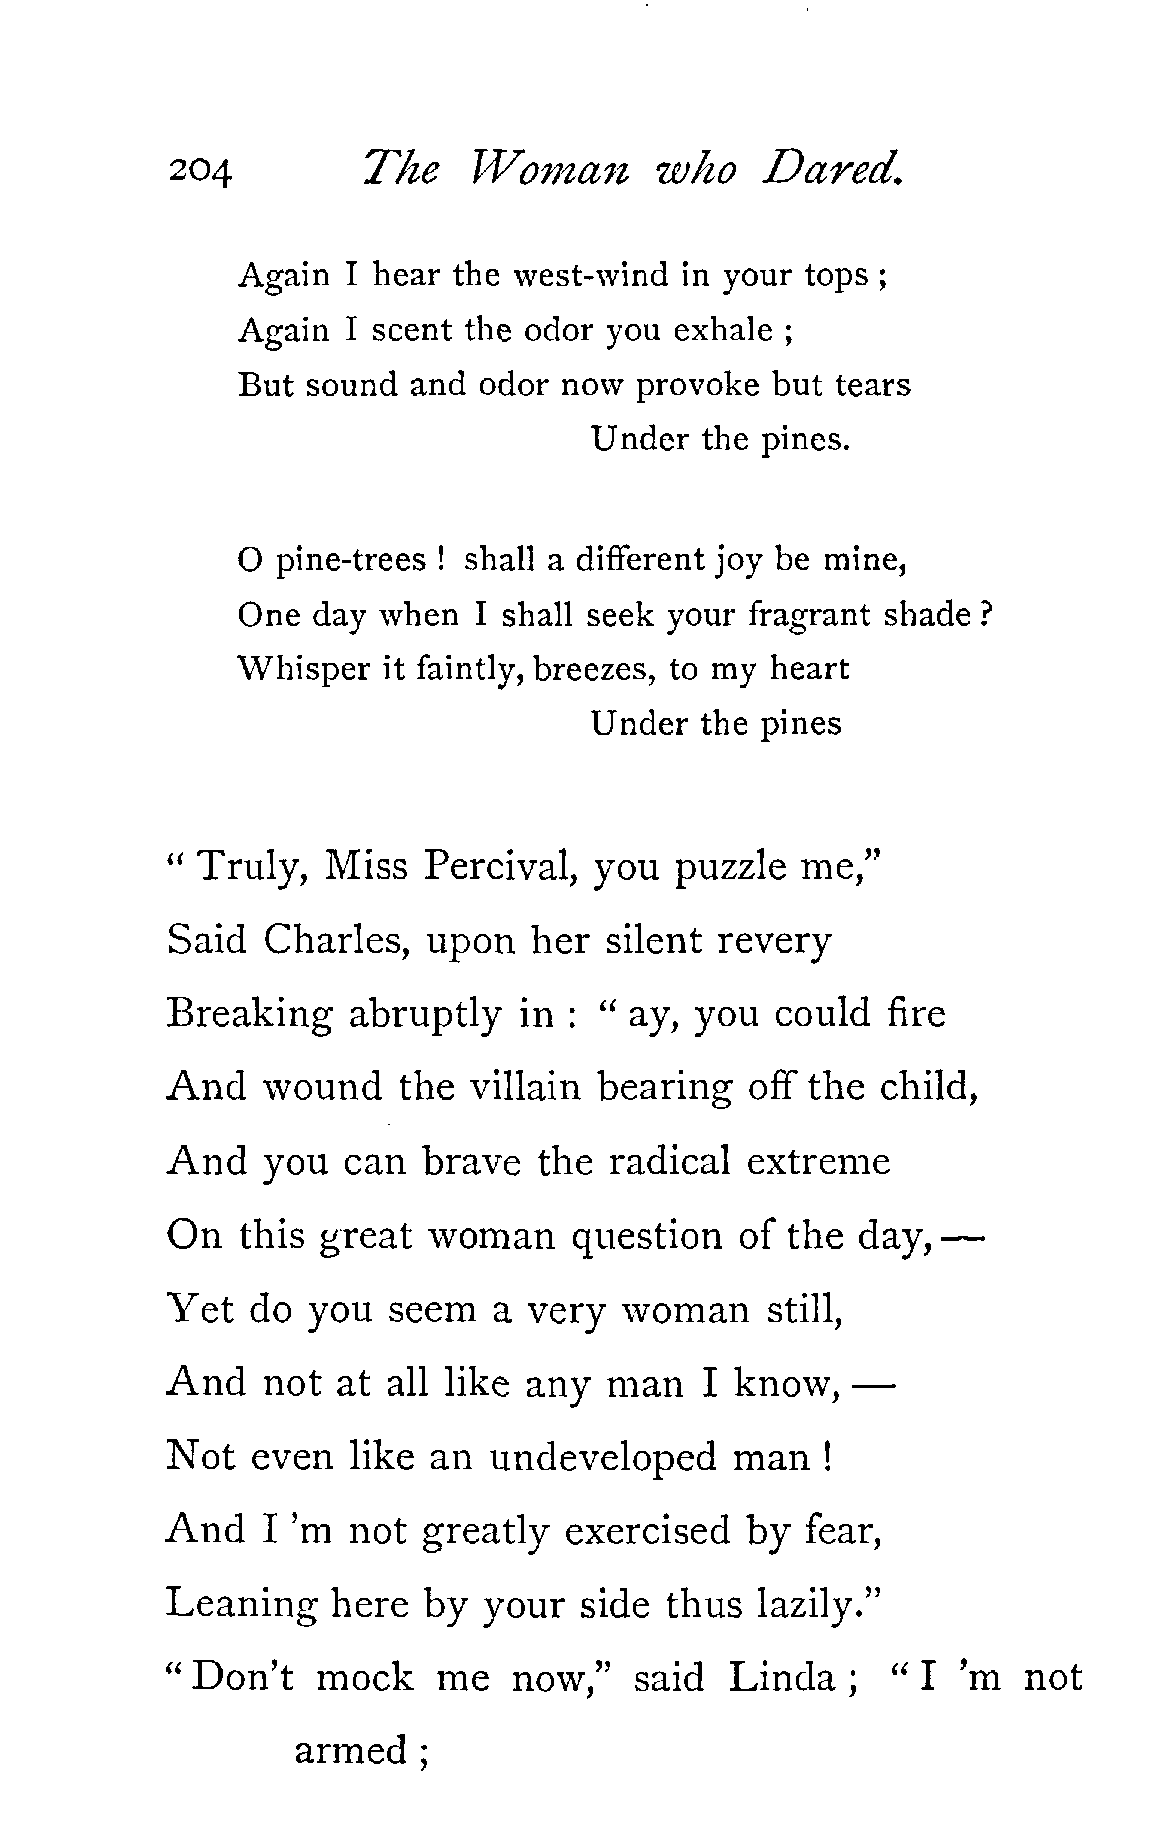 204 The Woman who Dared.
Again I hear the west-wind in your tops ;
Again I scent the odor you exhale ;
But sound and odor now provoke but tears
Under the pines.
O pine-trees ! shall a different joy be mine,
One day when I shall seek your fragrant shade ?
Whisper it faintly, breezes, to my heart
Under the pines
“ Truly, Miss Percival, you puzzle me,”
Said Charles, upon her silent revery
Breaking abruptly in : “ ay, you could fire
And wound the villain bearing off the child,
And you can brave the radical extreme
On this great woman question of the day, —
Yet do you seem a very woman still,
And not at all like any man I know, —
Not even like an undeveloped man !
And I 'm not greatly exercised by fear,
Leaning here by your side thus lazily.”
“ Don't mock me now,” said Linda ; “ I 'm not
armed ;